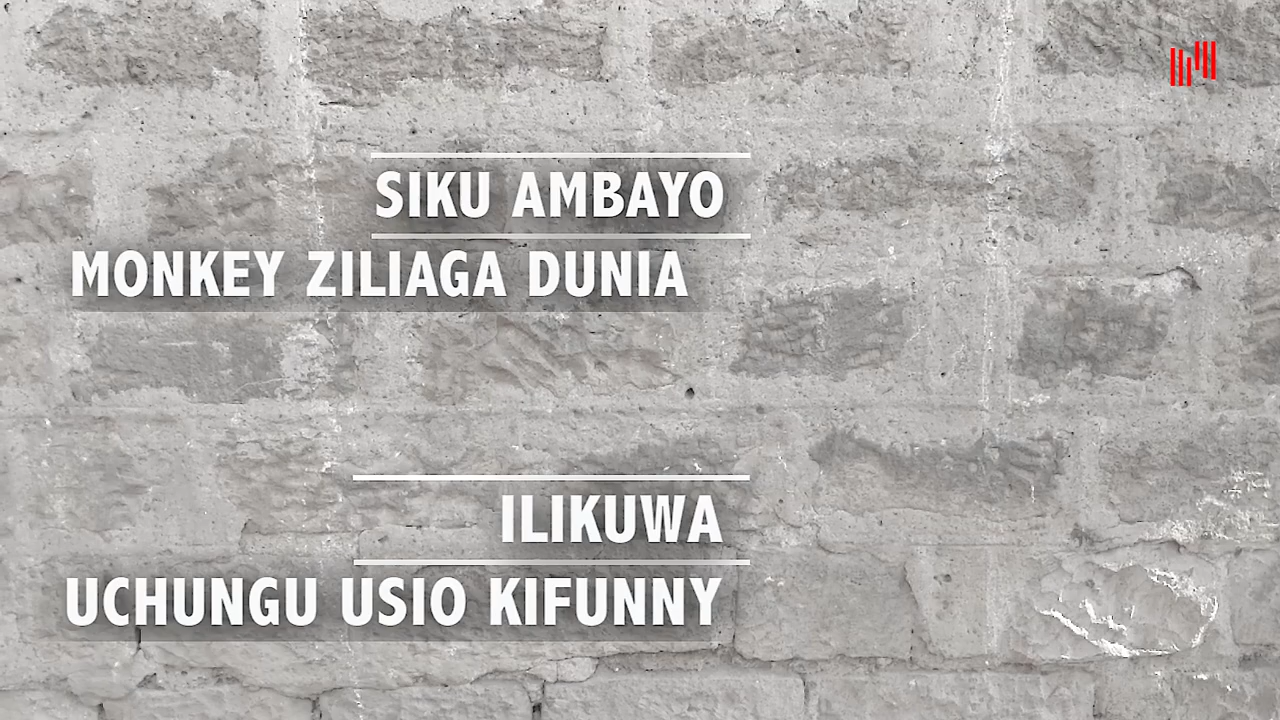 SIKU AMBAYO
MONKEY ZILIAGA DUNIA
ILIKUWA
UCHUNGU USIO KIFUNNY